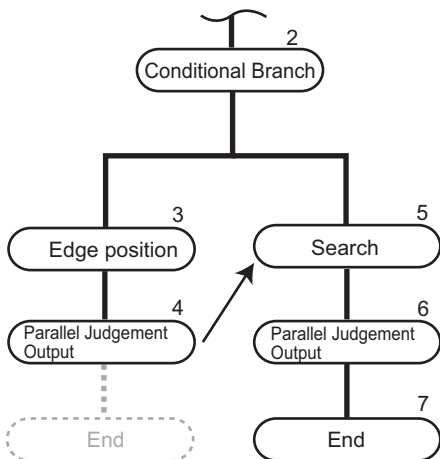 2
Conditional Branch
3
Edge position
4
Parallel Judgement
Output
End
5
Search
6
Parallel Judgement
Output
7
End